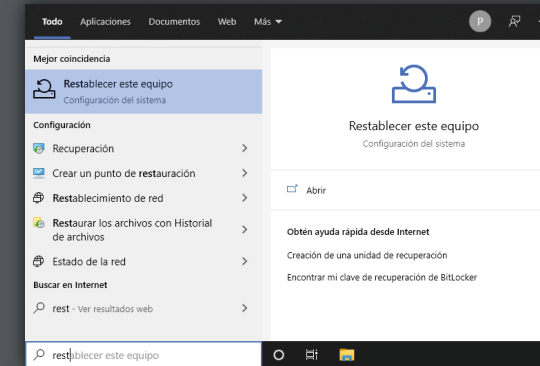 Todo Aplicaciones Documentos Web Más P
Mejor coincidencia
Restablecer este equipo
Configuración del sistema
Configuración
Recuperación
Crear un punto de restauración
Restablecimiento de red
Restaurar los archivos con Historial
de archivos
Estado de la red
Buscar en Internet
rest - Ver resultados web
Restablecer este equipo
Configuración del sistema
Abrir
Obtén ayuda rápida desde Internet
Creación de una unidad de recuperación
Encontrar mi clave de recuperación de BitLocker
restablecer este equipo